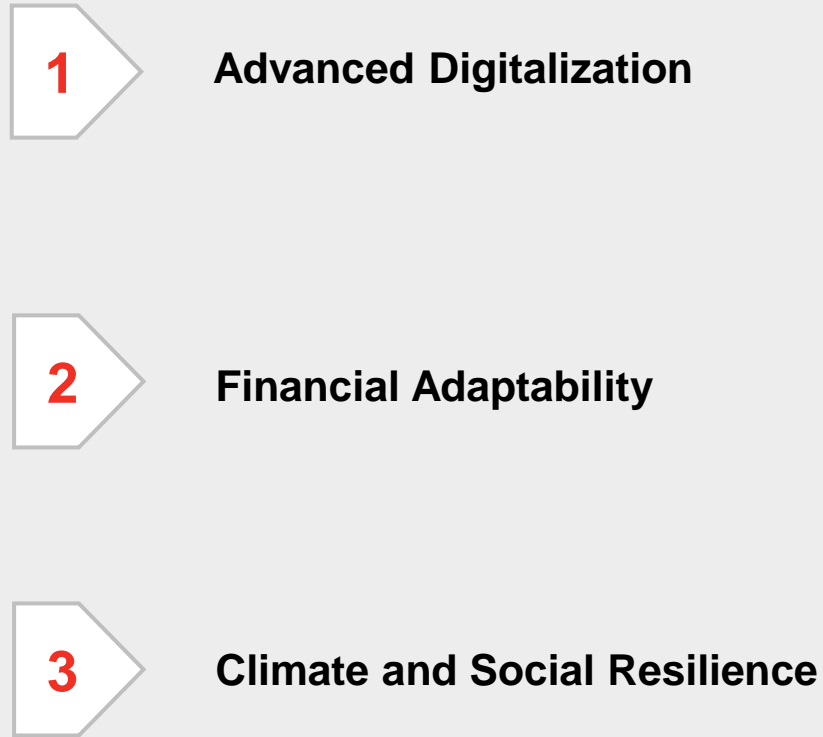 1
Advanced Digitalization
2
Financial Adaptability
3
Climate and Social Resilience